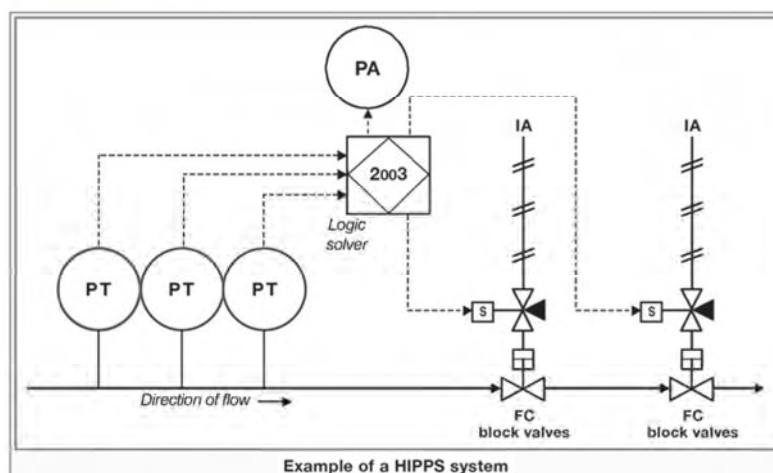 PA
IA
IA
2oo3
Logic
solver
PT
PT
PT
S
S
Direction of flow
FC
block valves
FC
block valves
Example of a HIPPS system